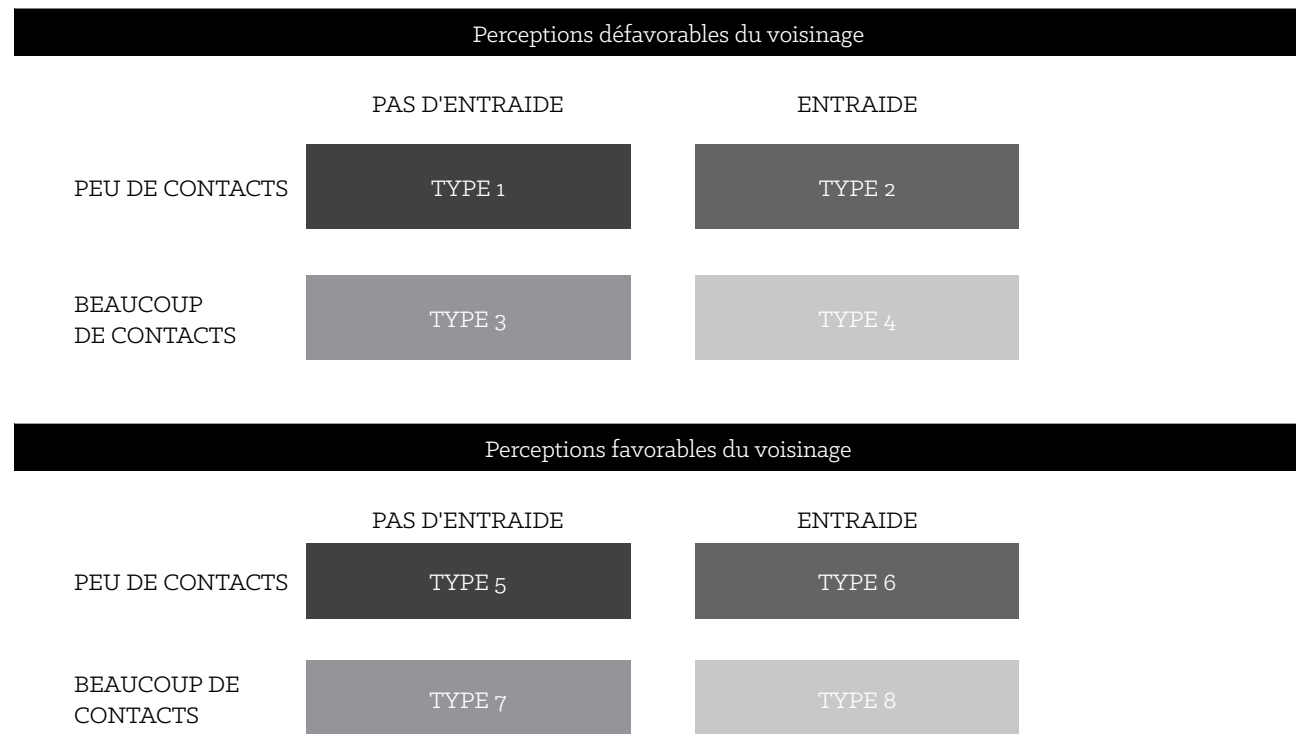 Perceptions défavorables du voisinage
PAS D'ENTRAIDE ENTRAIDE
PEU DE CONTACTS TYPE 1 TYPE 2
BEAUCOUP
DE CONTACTS TYPE 3 TYPE 4
Perceptions favorables du voisinage
PAS D'ENTRAIDE ENTRAIDE
PEU DE CONTACTS TYPE 5 TYPE 6
BEAUCOUP DE
CONTACTS TYPE 7 TYPE 8